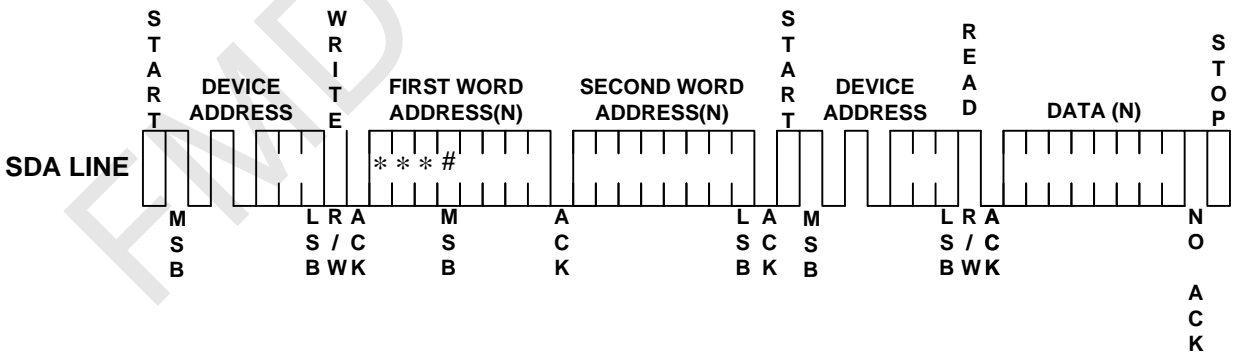 START
WRITE
START
READ
STOP
DEVICE ADDRESS
FIRST WORD ADDRESS(N)
SECOND WORD ADDRESS(N)
DEVICE ADDRESS
DATA (N)
SDA LINE
* * * #
MSB
LSB
R/W
ACK
MSB
ACK
LSB
ACK
MSB
LSB
R/W
ACK
NO ACK
FMD